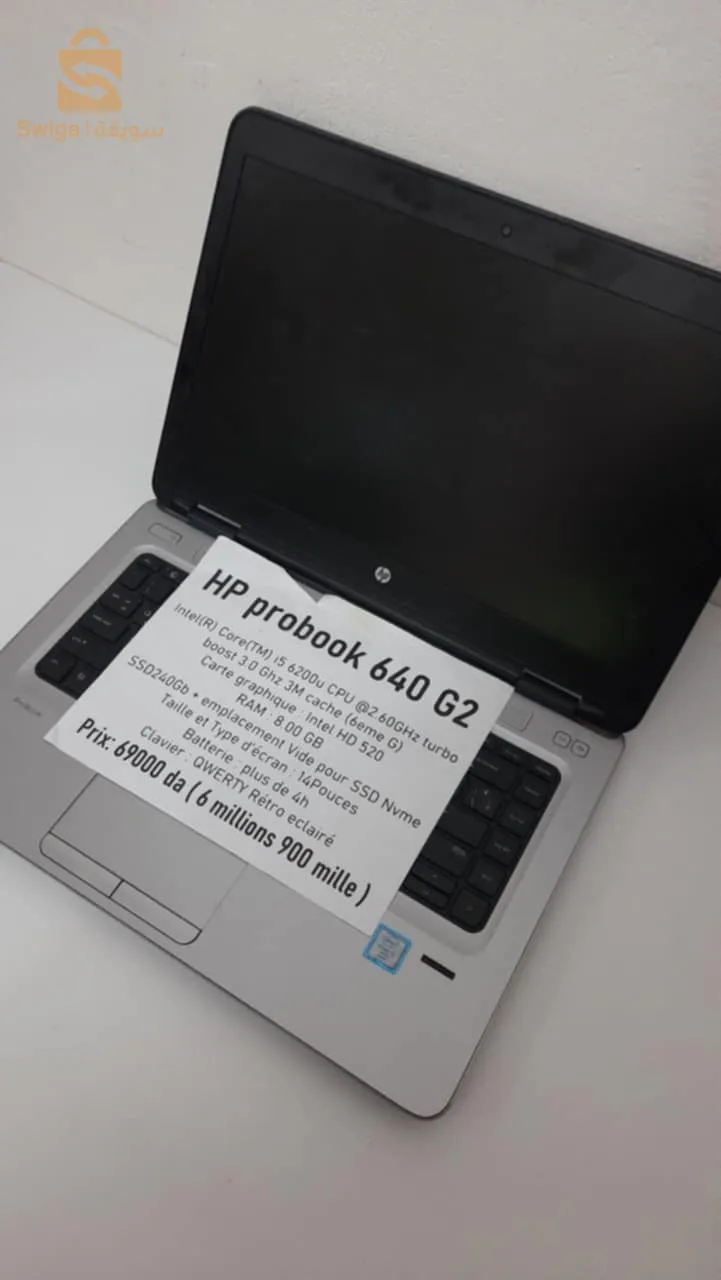 Swiga | سويقة
hp
HP probook 640 G2
Intel(R) Core(TM) i5 6200u CPU @2.60GHz turbo
boost 3.0 Ghz 3M cache (6eme G)
Carte graphique : Intel HD 520
RAM : 8.00 GB
SSD240Gb + emplacement Vide pour SSD Nvme
Taille et Type d'écran : 14Pouces
Batterie : plus de 4h
Clavier : QWERTY Rétro eclairé
Prix: 69000 da ( 6 millions 900 mille )